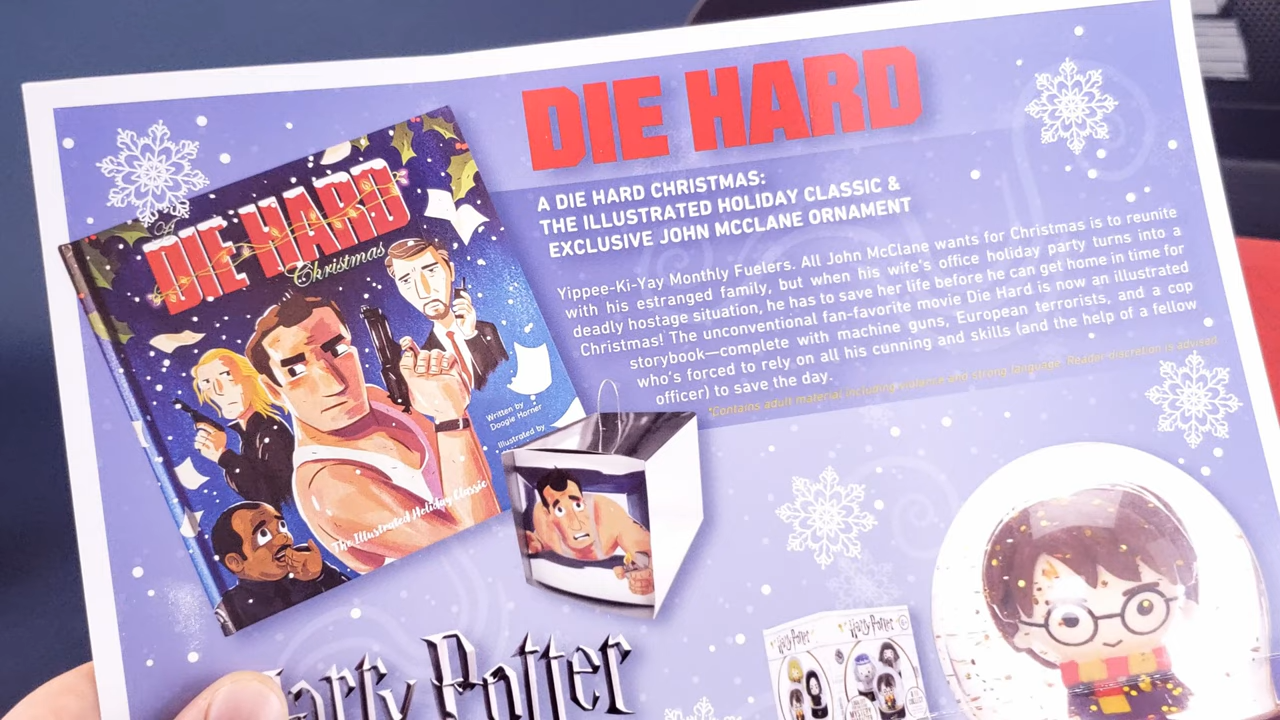 DIE HARD
A DIE HARD CHRISTMAS:
THE ILLUSTRATED HOLIDAY CLASSIC &
EXCLUSIVE JOHN MCCLANE ORNAMENT
Yippee-Ki-Yay Monthly Fuelers. All John McClane wants for Christmas is to reunite
with his estranged family, but when his wife's office holiday party turns into a
deadly hostage situation, he has to save her life before he can get home in time for
Christmas! The unconventional fan-favorite movie Die Hard is now an illustrated
storybook—complete with machine guns, European terrorists, and a cop
who's forced to rely on all his cunning and skills (and the help of a fellow
officer) to save the day.
*Contains adult material including violence and strong language. Reader discretion is advised.
A
DIE HARD
Christmas
Written by
Doogie Horner
Illustrated by
The Illustrated Holiday Classic
Harry Potter
Harry Potter
Harry Potter